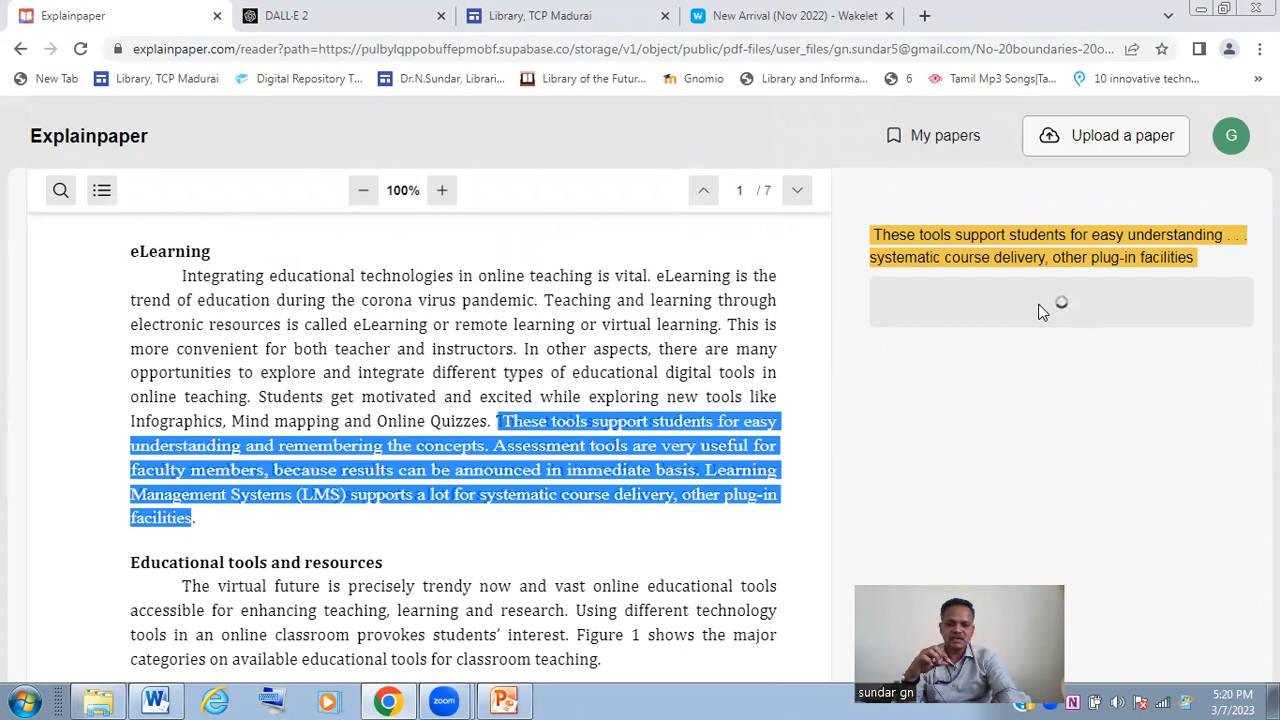 Explainpaper
DALL·E 2
Library, TCP Madurai
New Arrival (Nov 2022) - Wakelet
explainpaper.com/reader?path=https://pulbylqppobuffepmobf.supabase.co/storage/v1/object/public/pdf-files/user_files/gn.sundar5@gmail.com/No-20boundaries-20o...
New Tab
Library, TCP Madurai
Digital Repository T...
Dr.N.Sundar, Librari...
Library of the Futur...
Gnomio
Library and Informa...
6
Tamil Mp3 Songs|Ta...
10 innovative techn...
»
Explainpaper
My papers
Upload a paper
G
100%
1 / 7
eLearning
Integrating educational technologies in online teaching is vital. eLearning is the
trend of education during the corona virus pandemic. Teaching and learning through
electronic resources is called eLearning or remote learning or virtual learning. This is
more convenient for both teacher and instructors. In other aspects, there are many
opportunities to explore and integrate different types of educational digital tools in
online teaching. Students get motivated and excited while exploring new tools like
Infographics, Mind mapping and Online Quizzes. These tools support students for easy
understanding and remembering the concepts. Assessment tools are very useful for
faculty members, because results can be announced in immediate basis. Learning
Management Systems (LMS) supports a lot for systematic course delivery, other plug-in
facilities.
Educational tools and resources
The virtual future is precisely trendy now and vast online educational tools
accessible for enhancing teaching, learning and research. Using different technology
tools in an online classroom provokes students' interest. Figure 1 shows the major
categories on available educational tools for classroom teaching.
These tools support students for easy understanding . . .
systematic course delivery, other plug-in facilities
sundar gn
zoom
5:20 PM
3/7/2023